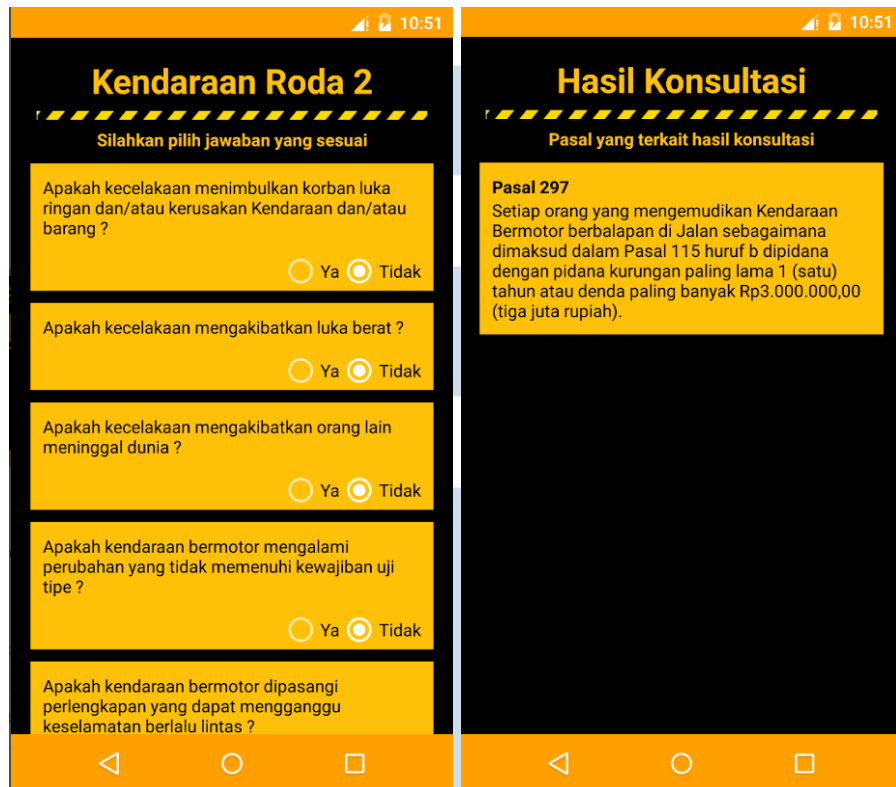 10:51
Kendaraan Roda 2
Silahkan pilih jawaban yang sesuai
Apakah kecelakaan menimbulkan korban luka
ringan dan/atau kerusakan Kendaraan dan/atau
barang ?
Ya Tidak
Apakah kecelakaan mengakibatkan luka berat ?
Ya Tidak
Apakah kecelakaan mengakibatkan orang lain
meninggal dunia ?
Ya Tidak
Apakah kendaraan bermotor mengalami
perubahan yang tidak memenuhi kewajiban uji
tipe ?
Ya Tidak
Apakah kendaraan bermotor dipasangi
perlengkapan yang dapat mengganggu
keselamatan berlalu lintas ?
10:51
Hasil Konsultasi
Pasal yang terkait hasil konsultasi
Pasal 297
Setiap orang yang mengemudikan Kendaraan
Bermotor berbalapan di Jalan sebagaimana
dimaksud dalam Pasal 115 huruf b dipidana
dengan pidana kurungan paling lama 1 (satu)
tahun atau denda paling banyak Rp3.000.000,00
(tiga juta rupiah).